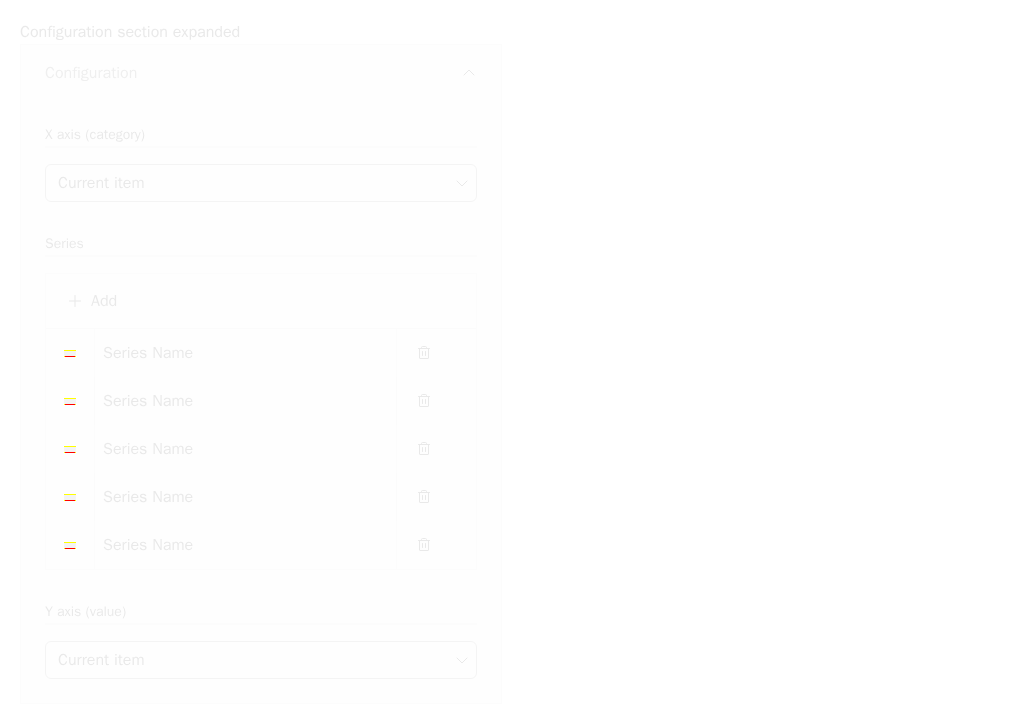 Configuration section expanded
Configuration
X axis (category)
Current item
Series
Add
Series Name
Series Name
Series Name
Series Name
Series Name
Y axis (value)
Current item